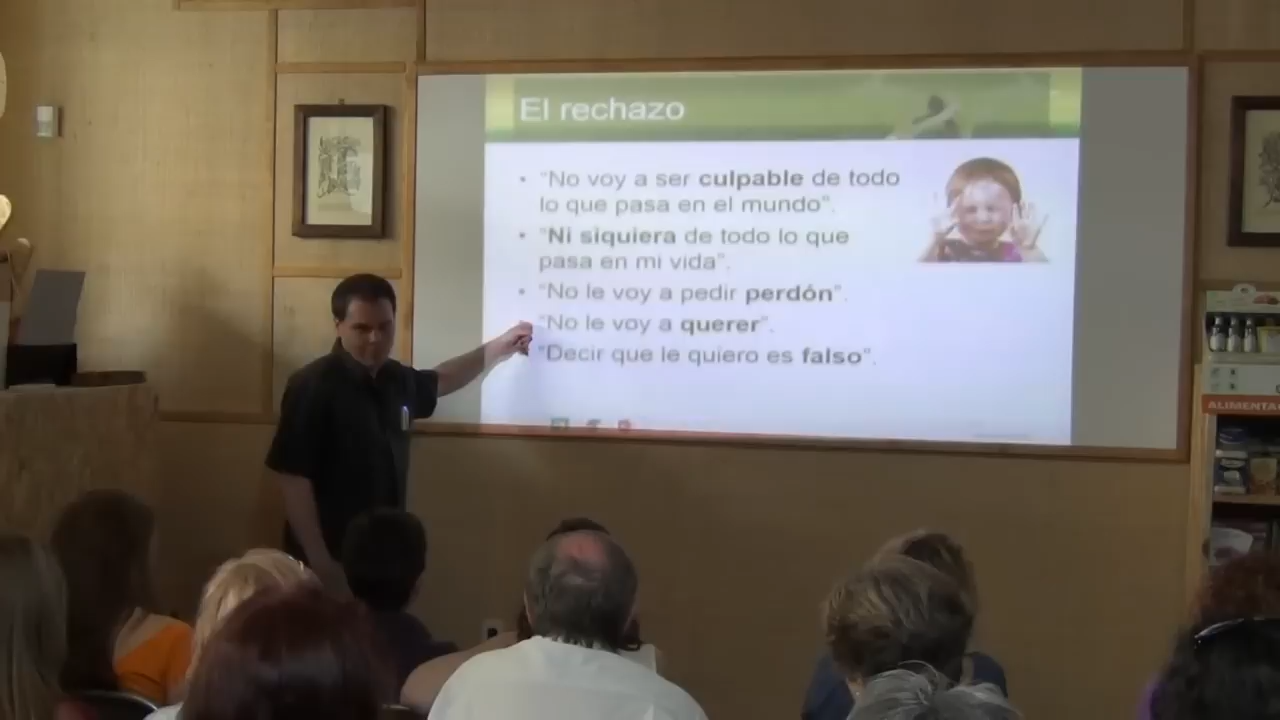 El rechazo
• “No voy a ser culpable de todo
lo que pasa en el mundo”.
• “Ni siquiera de todo lo que
pasa en mi vida”.
• “No le voy a pedir perdón”.
“No le voy a querer”.
“Decir que le quiero es falso”.
ALIMENTA